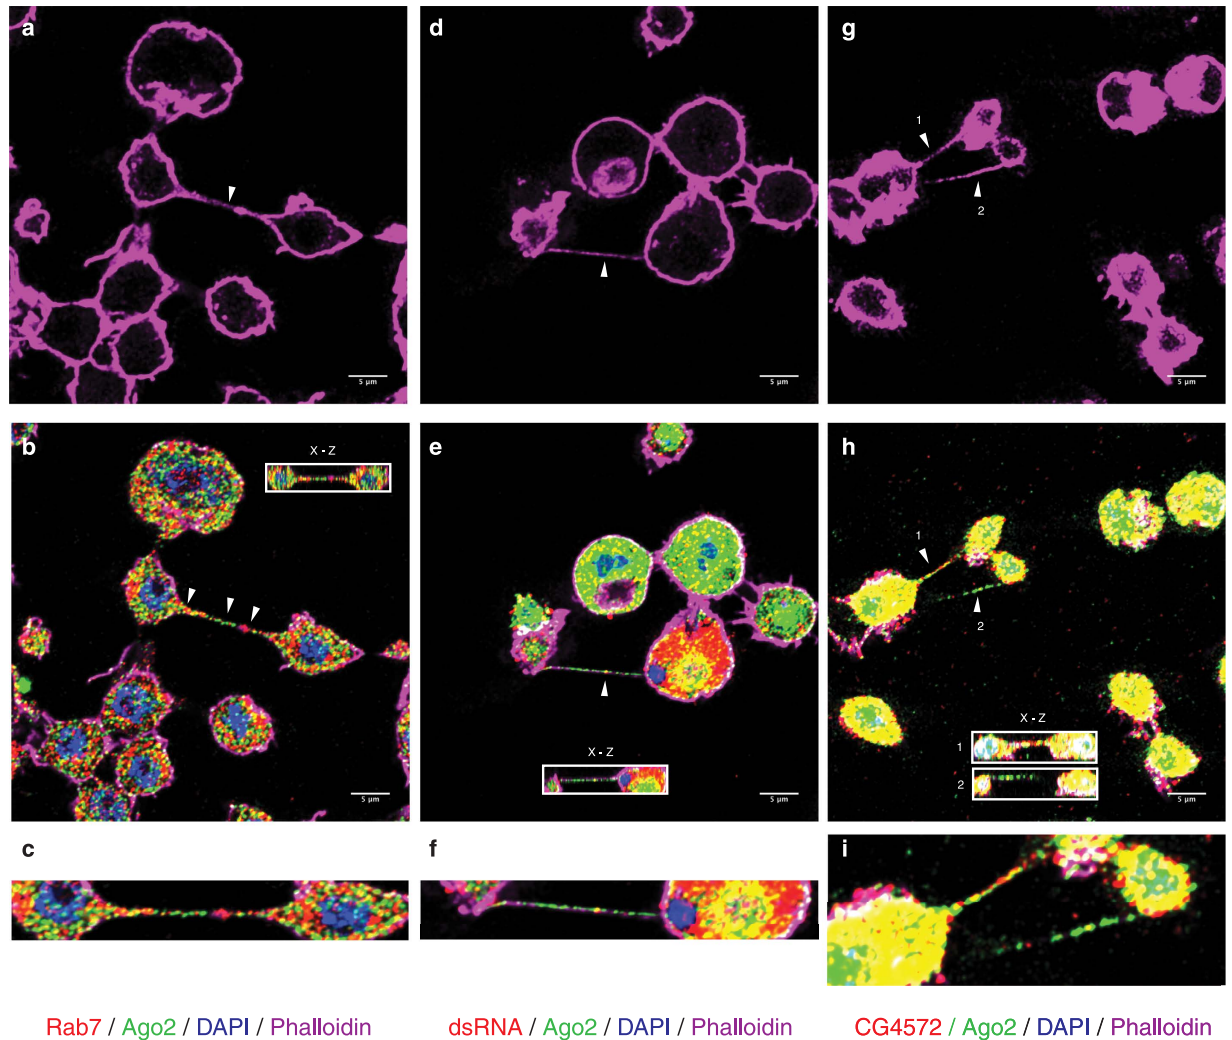 a
d
g
1
2
5 µm
5 µm
5 µm
b
X - Z
5 µm
e
X - Z
5 µm
h
1
2
X - Z
1
2
5 µm
c
f
i
Rab7 / Ago2 / DAPI / Phalloidin
dsRNA / Ago2 / DAPI / Phalloidin
CG4572 / Ago2 / DAPI / Phalloidin